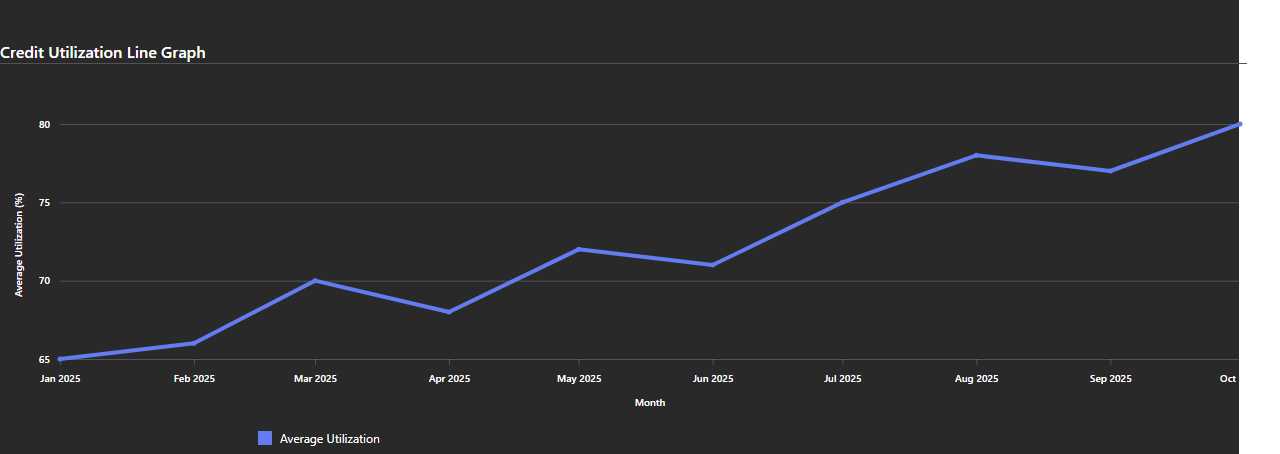 Credit Utilization Line Graph
80
75
70
65
Average Utilization (%)
Jan 2025 Feb 2025 Mar 2025 Apr 2025 May 2025 Jun 2025 Jul 2025 Aug 2025 Sep 2025 Oct
Month
Average Utilization